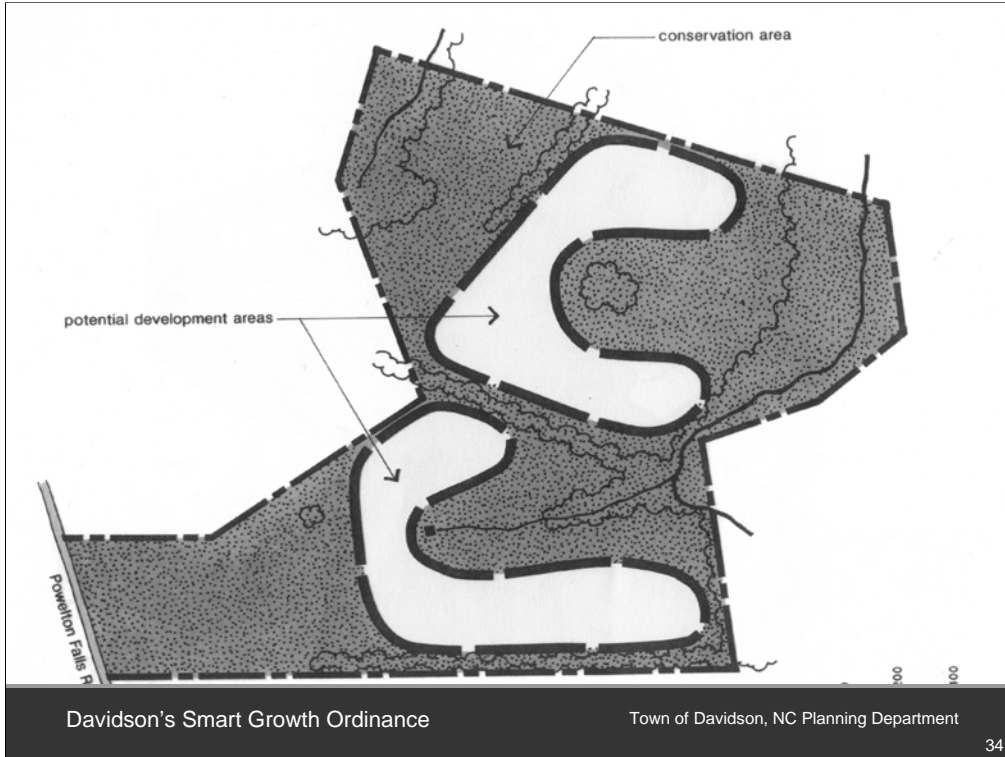 conservation area
potential development areas
Powelton Falls
Davidson's Smart Growth Ordinance
Town of Davidson, NC Planning Department
34